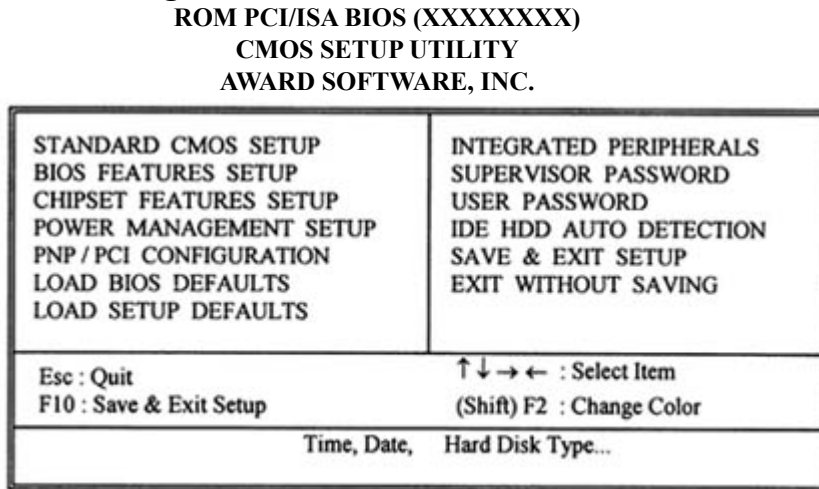 ROM PCI/ISA BIOS (XXXXXXXX)
CMOS SETUP UTILITY
AWARD SOFTWARE, INC.
STANDARD CMOS SETUP
BIOS FEATURES SETUP
CHIPSET FEATURES SETUP
POWER MANAGEMENT SETUP
PNP / PCI CONFIGURATION
LOAD BIOS DEFAULTS
LOAD SETUP DEFAULTS
INTEGRATED PERIPHERALS
SUPERVISOR PASSWORD
USER PASSWORD
IDE HDD AUTO DETECTION
SAVE & EXIT SETUP
EXIT WITHOUT SAVING
Esc : Quit
F10 : Save & Exit Setup
↑ ↓ → ← : Select Item
(Shift) F2 : Change Color
Time, Date, Hard Disk Type...